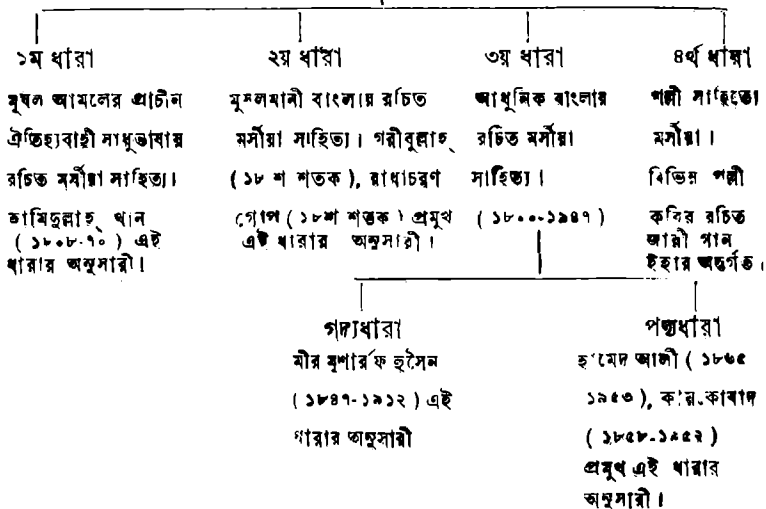 ১ম ধারা
মুঘল আমলের প্রাচীন
ঐতিহ্যবাহী সাধুভাষায়
রচিত মর্সীয়া সাহিত্য।
হামিদুল্লাহ্ খান
( ১৮০৮-৭০ ) এই
ধারার অনুসারী।
২য় ধারা
মুসলমানী বাংলায় রচিত
মর্সীয়া সাহিত্য। গরীবুল্লাহ্
( ১৮ শ শতক ), রাধাচরণ
গোপ ( ১৮শ শতক ) প্রমুখ
এই ধারার অনুসারী।
৩য় ধারা
আধুনিক বাংলায়
রচিত মর্সীয়া
সাহিত্য।
( ১৮০০-১৯৪৭ )
৪র্থ ধারা
পল্লী সাহিত্যে
মর্সীয়া।
বিভিন্ন পল্লী
কবির রচিত
জারী গান
ইহার অন্তর্গত।
গদ্যধারা
মীর মুশার্রফ হুসৈন
( ১৮৪৭-১৯১২ ) এই
ধারার অনুসারী
পদ্যধারা
হামেদ আলী ( ১৮৬৫
১৯৫৩ ), কায়-কাবাদ
( ১৮৫৮-১৯৫২ )
প্রমুখ এই ধারার
অনুসারী।